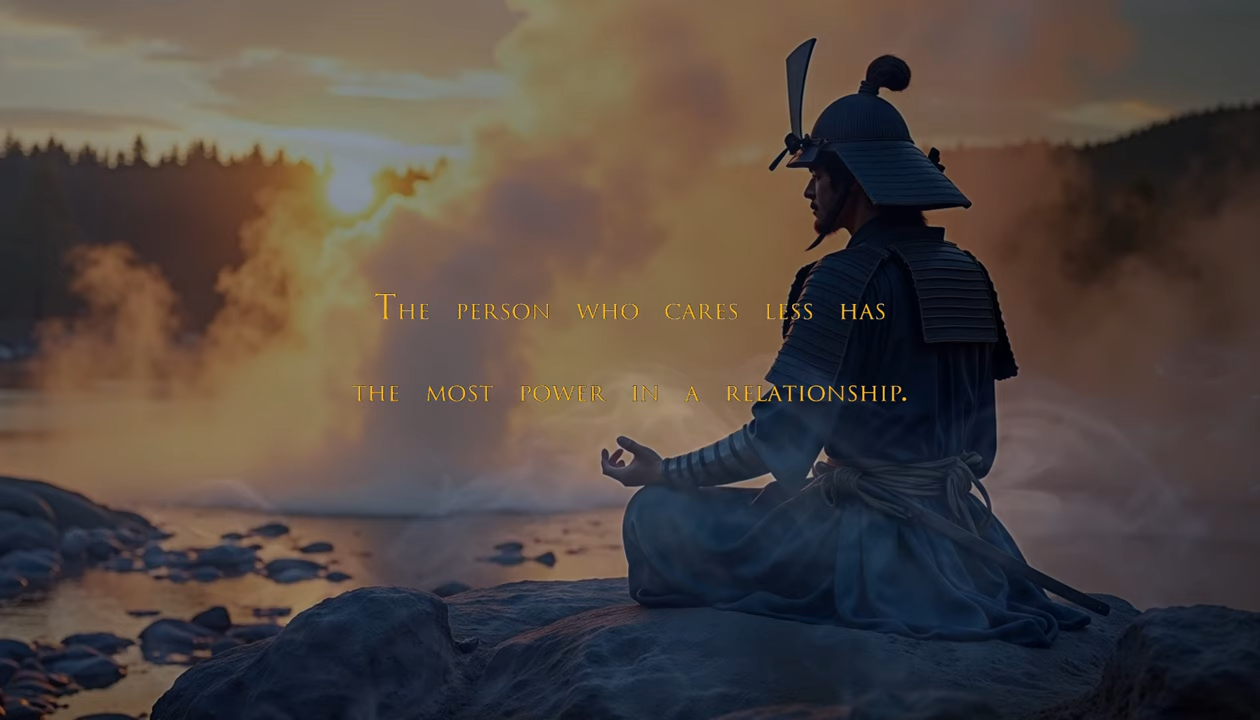 The person who cares less has
the most power in a relationship.